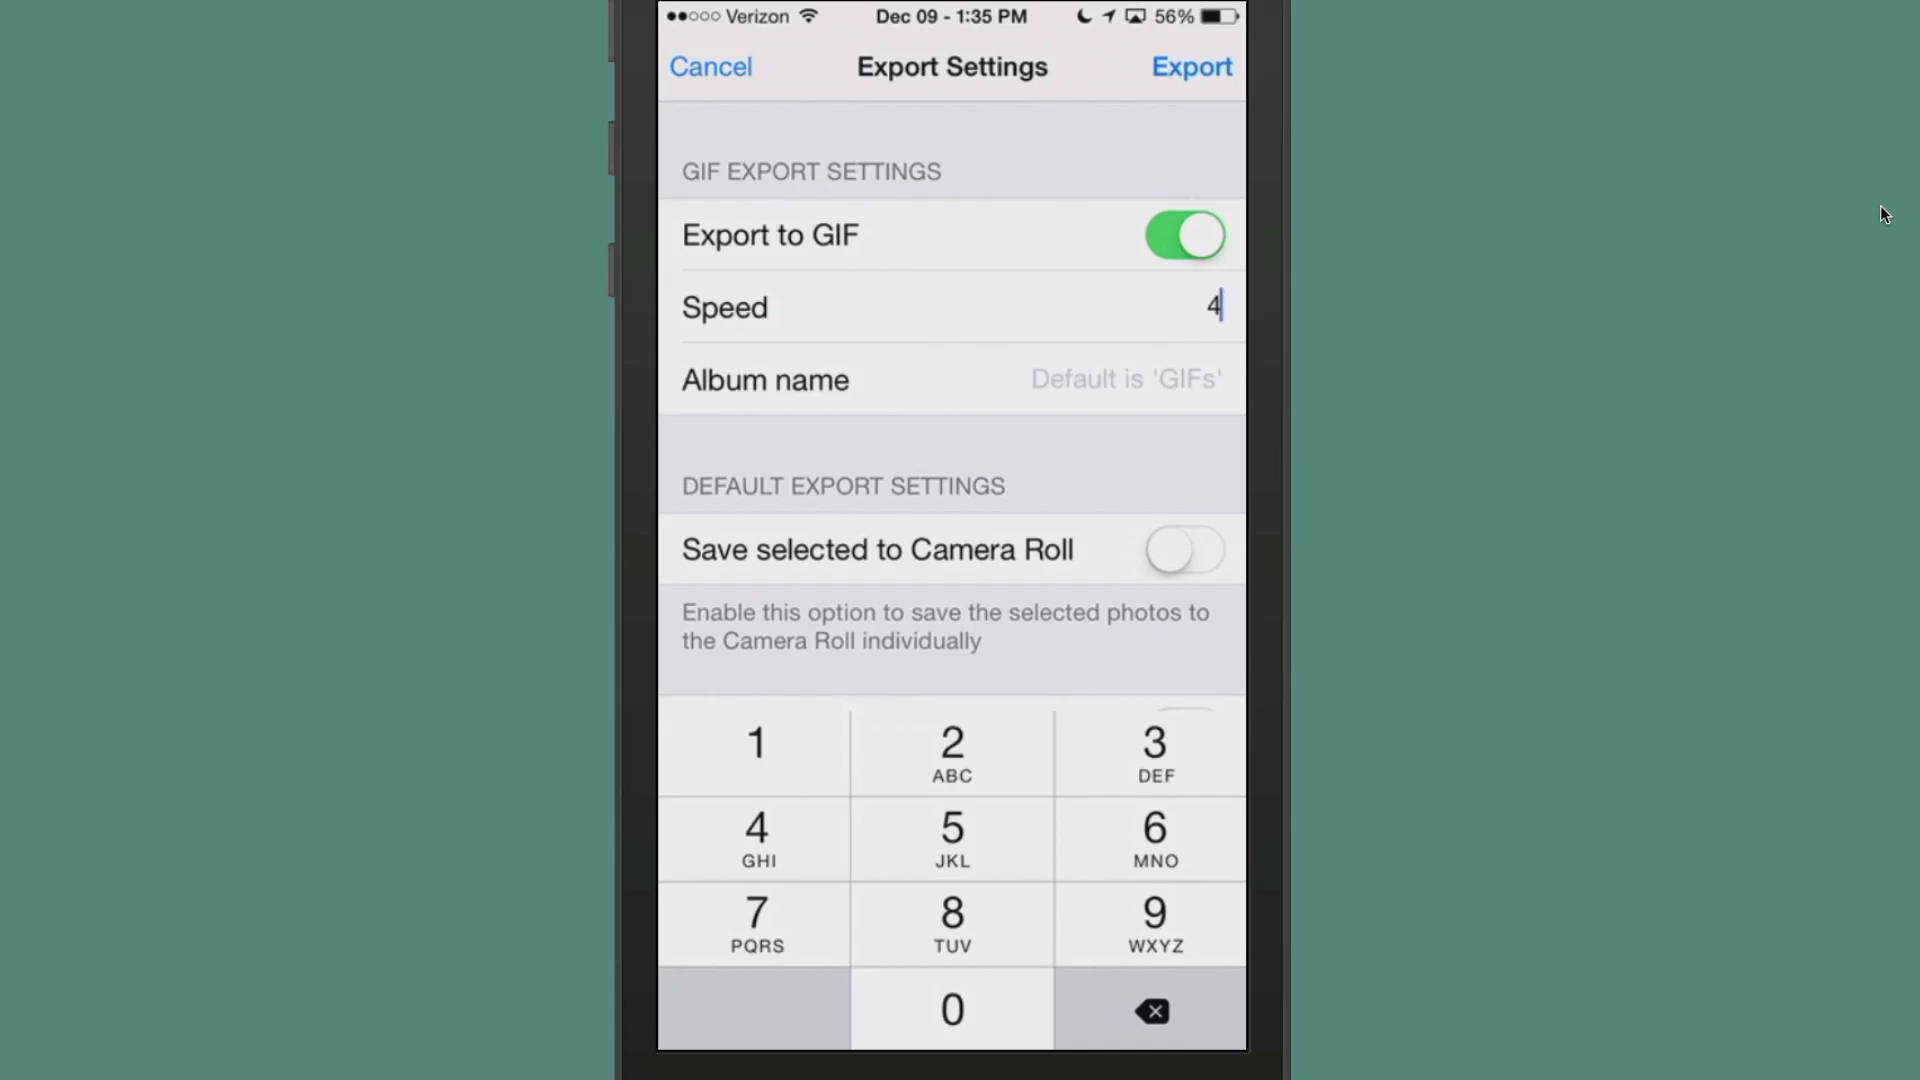 Verizon Dec 09 - 1:35 PM 56%
Cancel Export Settings Export
GIF EXPORT SETTINGS
Export to GIF
Speed 4
Album name Default is 'GIFs'
DEFAULT EXPORT SETTINGS
Save selected to Camera Roll
Enable this option to save the selected photos to
the Camera Roll individually
1 2 3
ABC DEF
4 5 6
GHI JKL MNO
7 8 9
PQRS TUV WXYZ
0